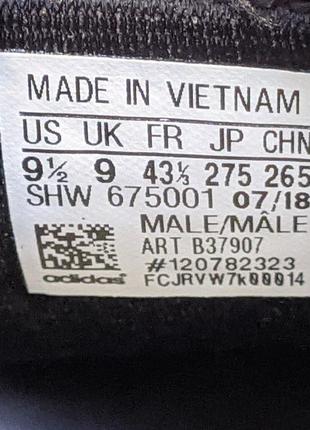 MADE IN VIETNAM
US UK FR JP CHN
9½ 9 43⅓ 275 265
SHW 675001 07/18
MALE/MÂLE
ART B37907
#120782323
adidas FCJRVW7k00014